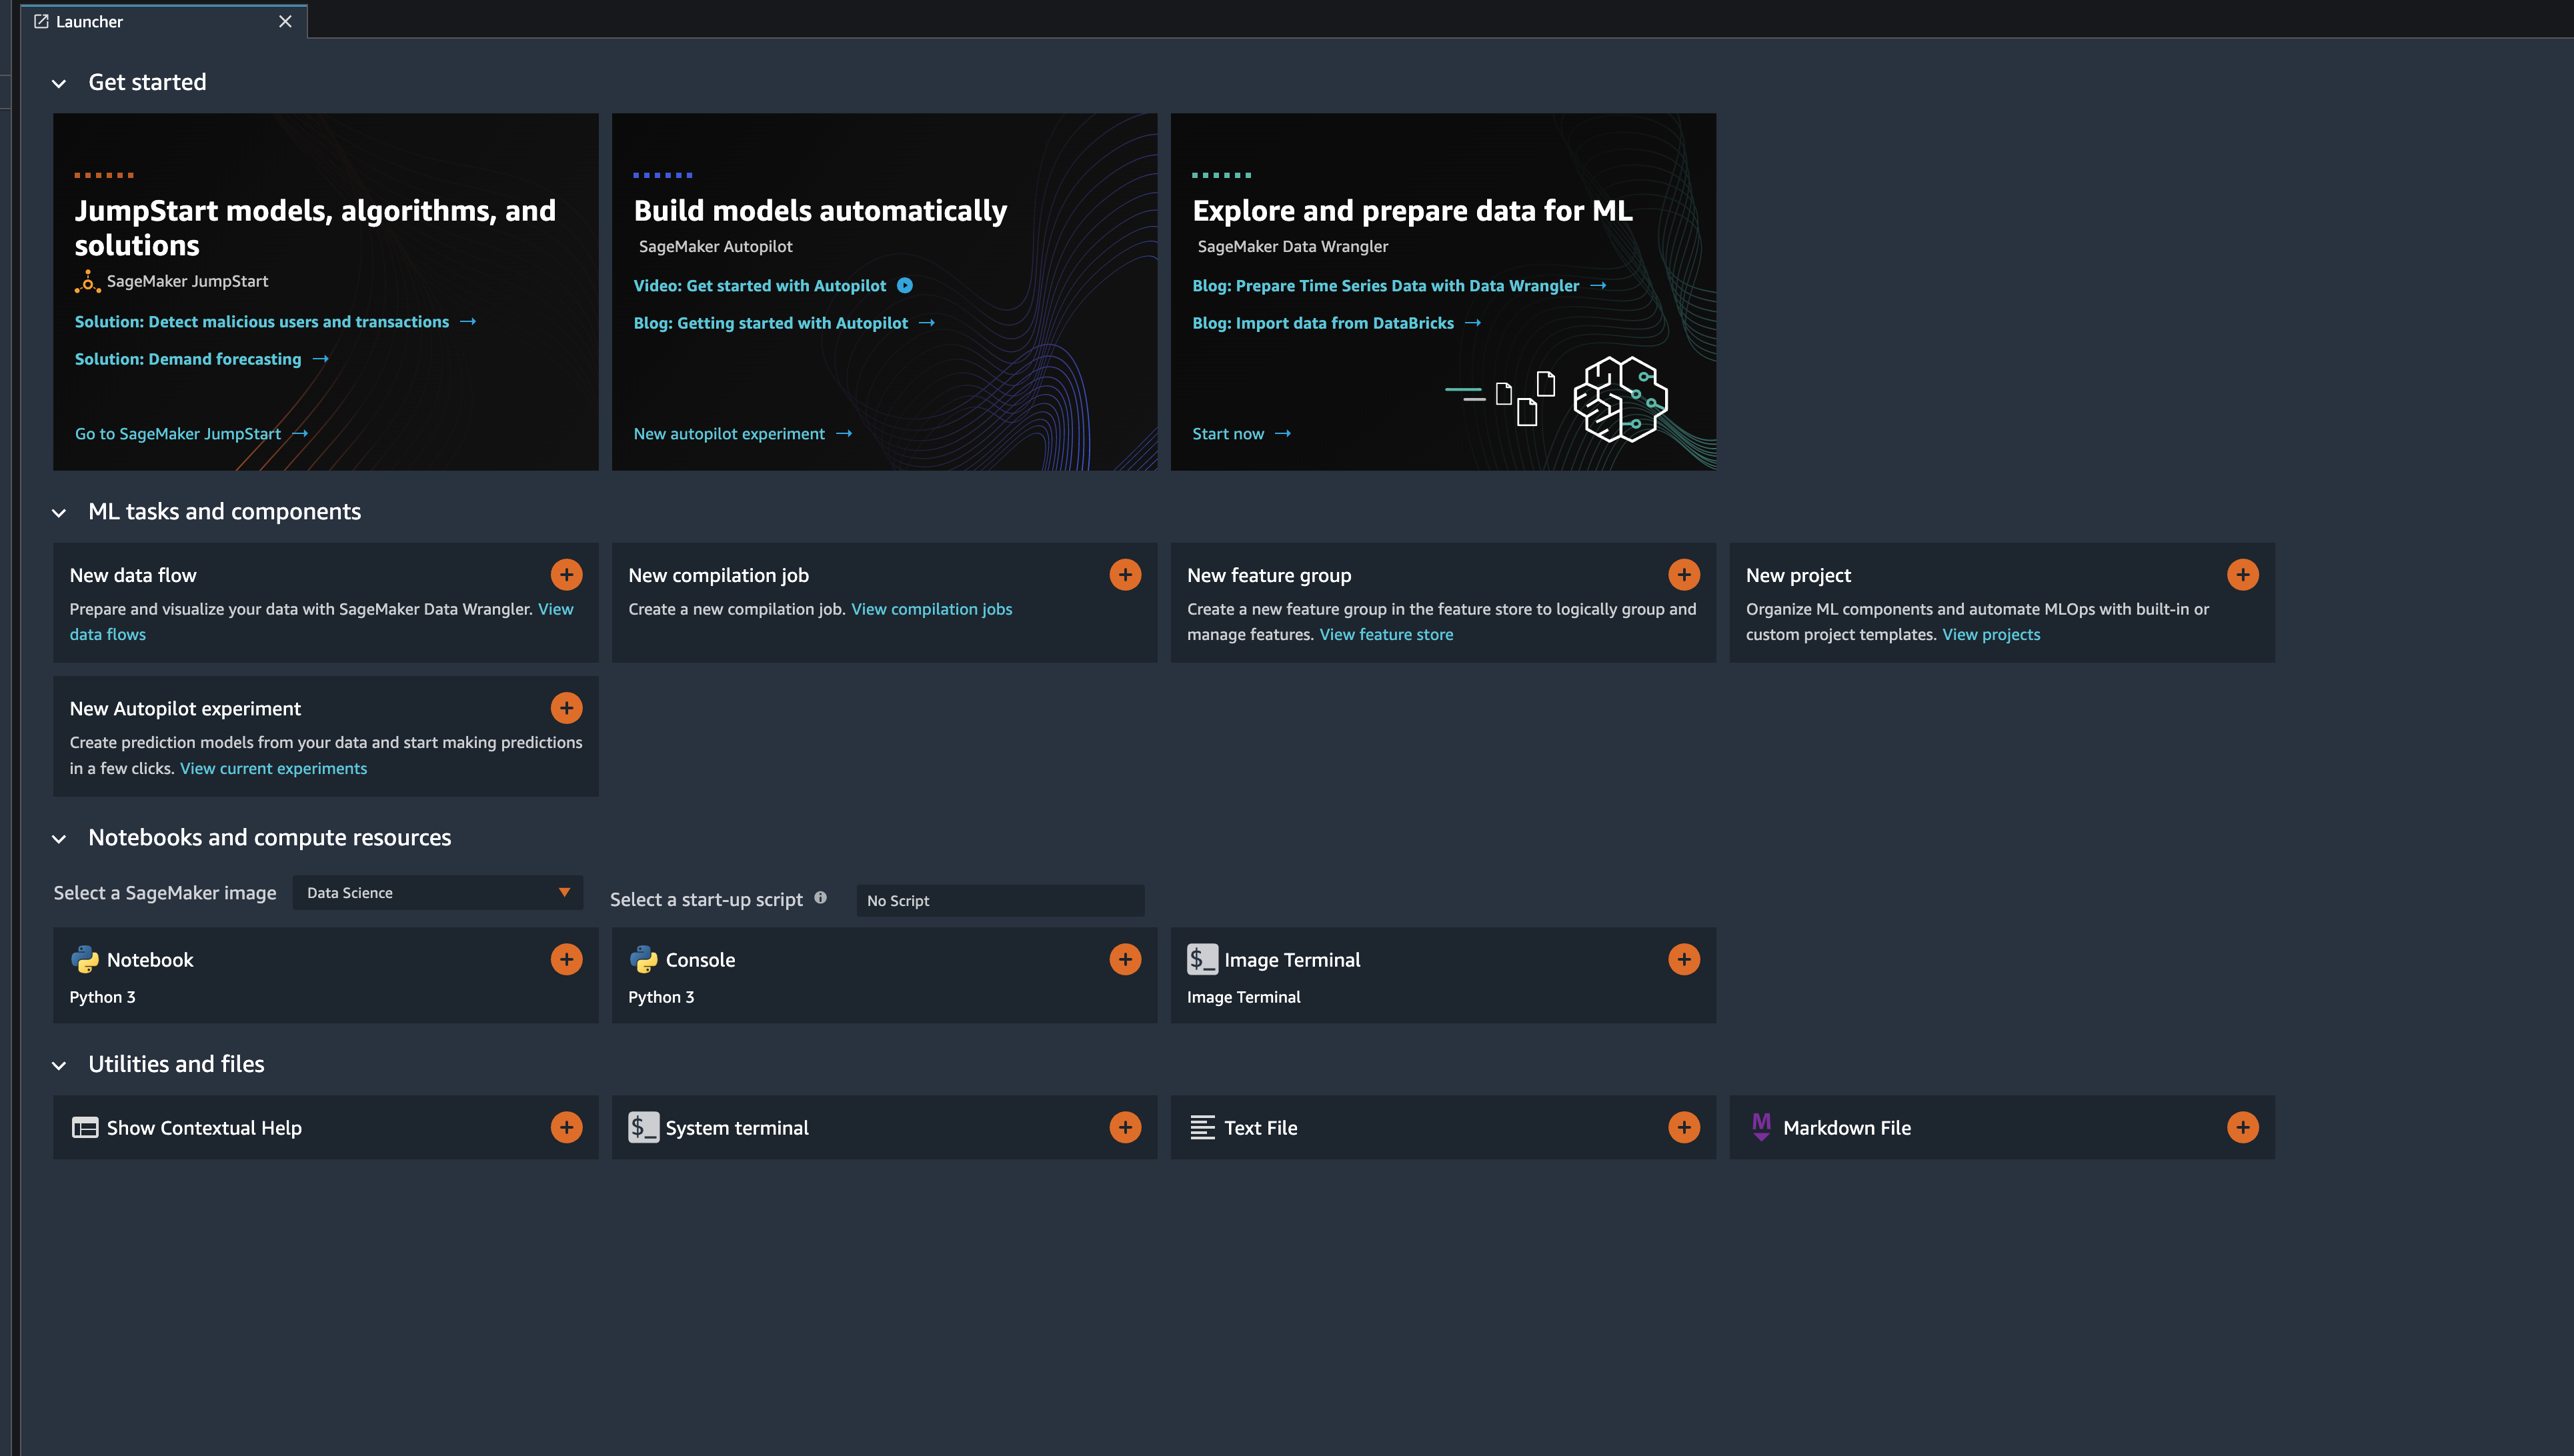 Launcher
Get started
JumpStart models, algorithms, and
solutions
SageMaker JumpStart
Solution: Detect malicious users and transactions
Solution: Demand forecasting
Go to SageMaker JumpStart
Build models automatically
SageMaker Autopilot
Video: Get started with Autopilot
Blog: Getting started with Autopilot
New autopilot experiment
Explore and prepare data for ML
SageMaker Data Wrangler
Blog: Prepare Time Series Data with Data Wrangler
Blog: Import data from DataBricks
Start now
ML tasks and components
New data flow
Prepare and visualize your data with SageMaker Data Wrangler. View
data flows
New compilation job
Create a new compilation job. View compilation jobs
New feature group
Create a new feature group in the feature store to logically group and
manage features. View feature store
New project
Organize ML components and automate MLOps with built-in or
custom project templates. View projects
New Autopilot experiment
Create prediction models from your data and start making predictions
in a few clicks. View current experiments
Notebooks and compute resources
Select a SageMaker image
Data Science
Select a start-up script
No Script
Notebook
Python 3
Console
Python 3
$_ Image Terminal
Image Terminal
Utilities and files
Show Contextual Help
$_ System terminal
Text File
M Markdown File